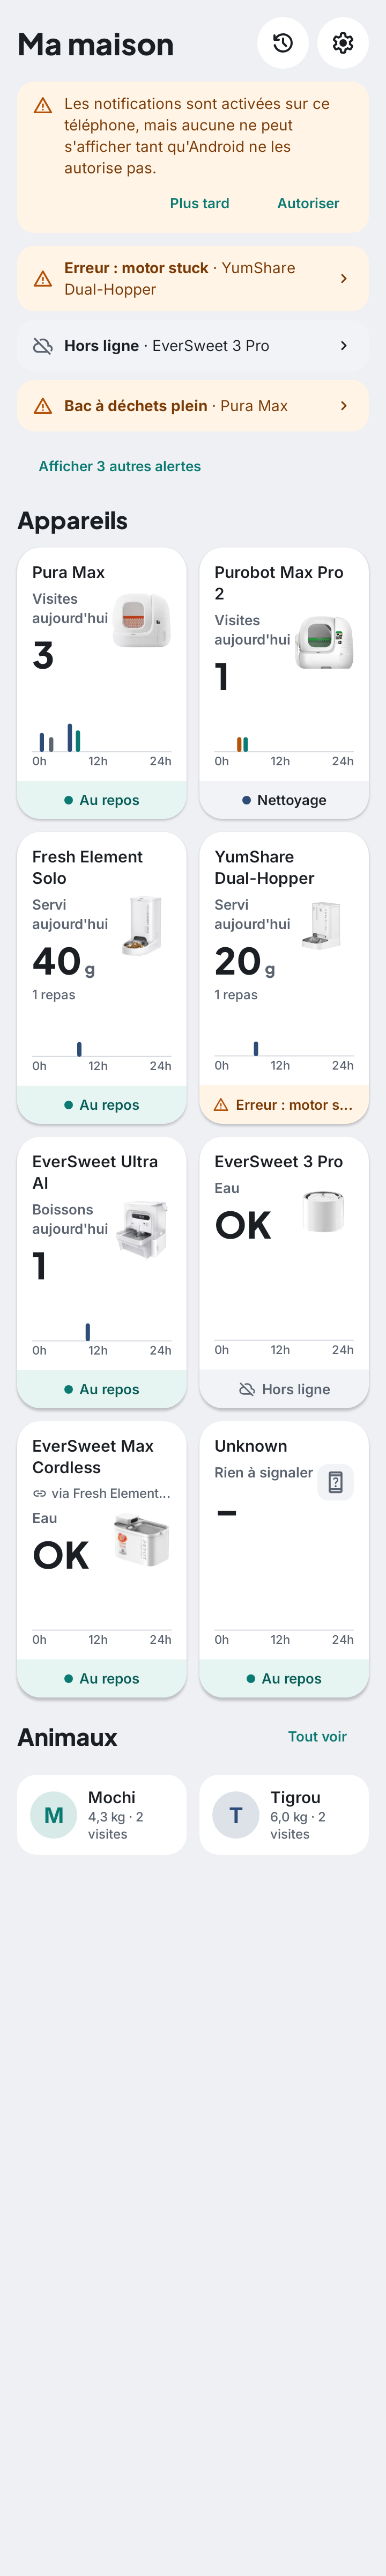 Ma maison
Les notifications sont activées sur ce
téléphone, mais aucune ne peut
s'afficher tant qu'Android ne les
autorise pas.
Plus tard
Autoriser
Erreur : motor stuck · YumShare
Dual-Hopper
Hors ligne · EverSweet 3 Pro
Bac à déchets plein · Pura Max
Afficher 3 autres alertes
Appareils
Pura Max
Visites
aujourd'hui
3
0h 12h 24h
Au repos
Purobot Max Pro
2
Visites
aujourd'hui
1
0h 12h 24h
Nettoyage
Fresh Element
Solo
Servi
aujourd'hui
40 g
1 repas
0h 12h 24h
Au repos
YumShare
Dual-Hopper
Servi
aujourd'hui
20 g
1 repas
0h 12h 24h
Erreur : motor s...
EverSweet Ultra
AI
Boissons
aujourd'hui
1
0h 12h 24h
Au repos
EverSweet 3 Pro
Eau
OK
0h 12h 24h
Hors ligne
EverSweet Max
Cordless
via Fresh Element...
Eau
OK
0h 12h 24h
Au repos
Unknown
Rien à signaler
–
0h 12h 24h
Au repos
Animaux
Tout voir
M
Mochi
4,3 kg · 2
visites
T
Tigrou
6,0 kg · 2
visites